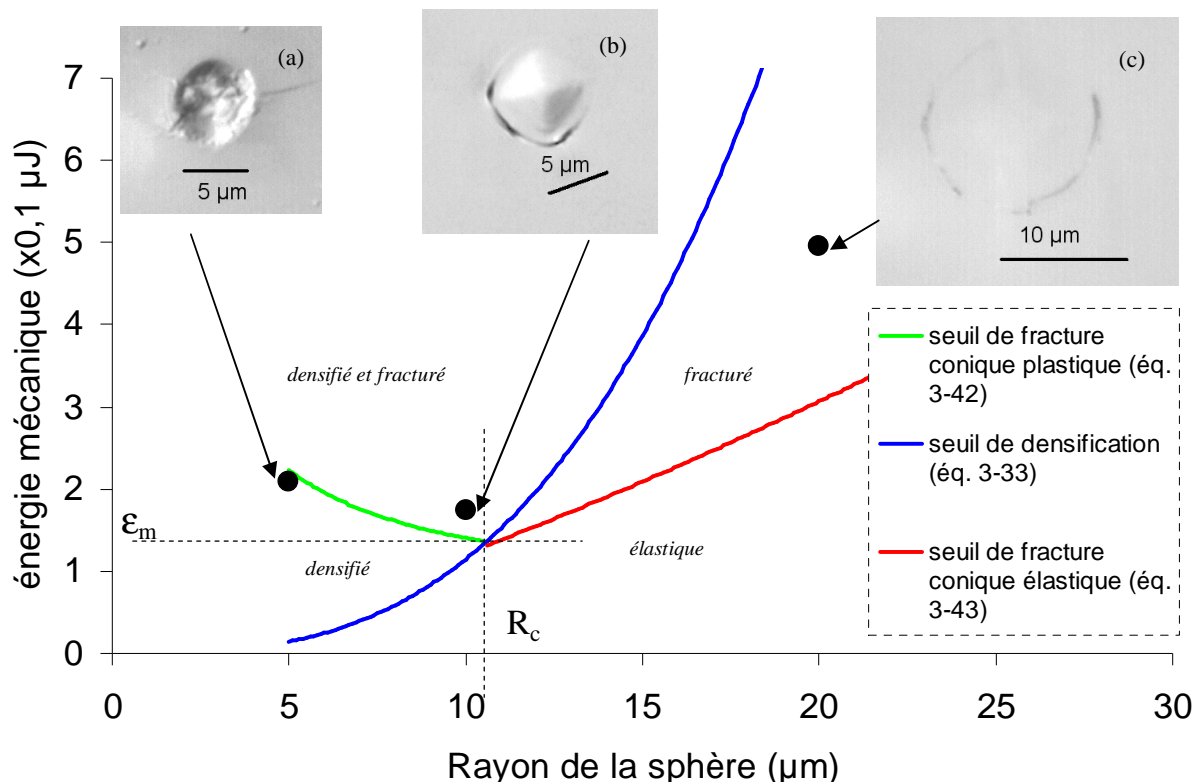 (a)
5 µm
(b)
5 µm
(c)
10 µm
énergie mécanique (x0,1 µJ)
7
6
5
4
3
2
1
0
densifié et fracturé
fracturé
densifié
élastique
εm
Rc
seuil de fracture
conique plastique (éq.
3-42)
seuil de densification
(éq. 3-33)
seuil de fracture
conique élastique (éq.
3-43)
0 5 10 15 20 25 30
Rayon de la sphère (µm)